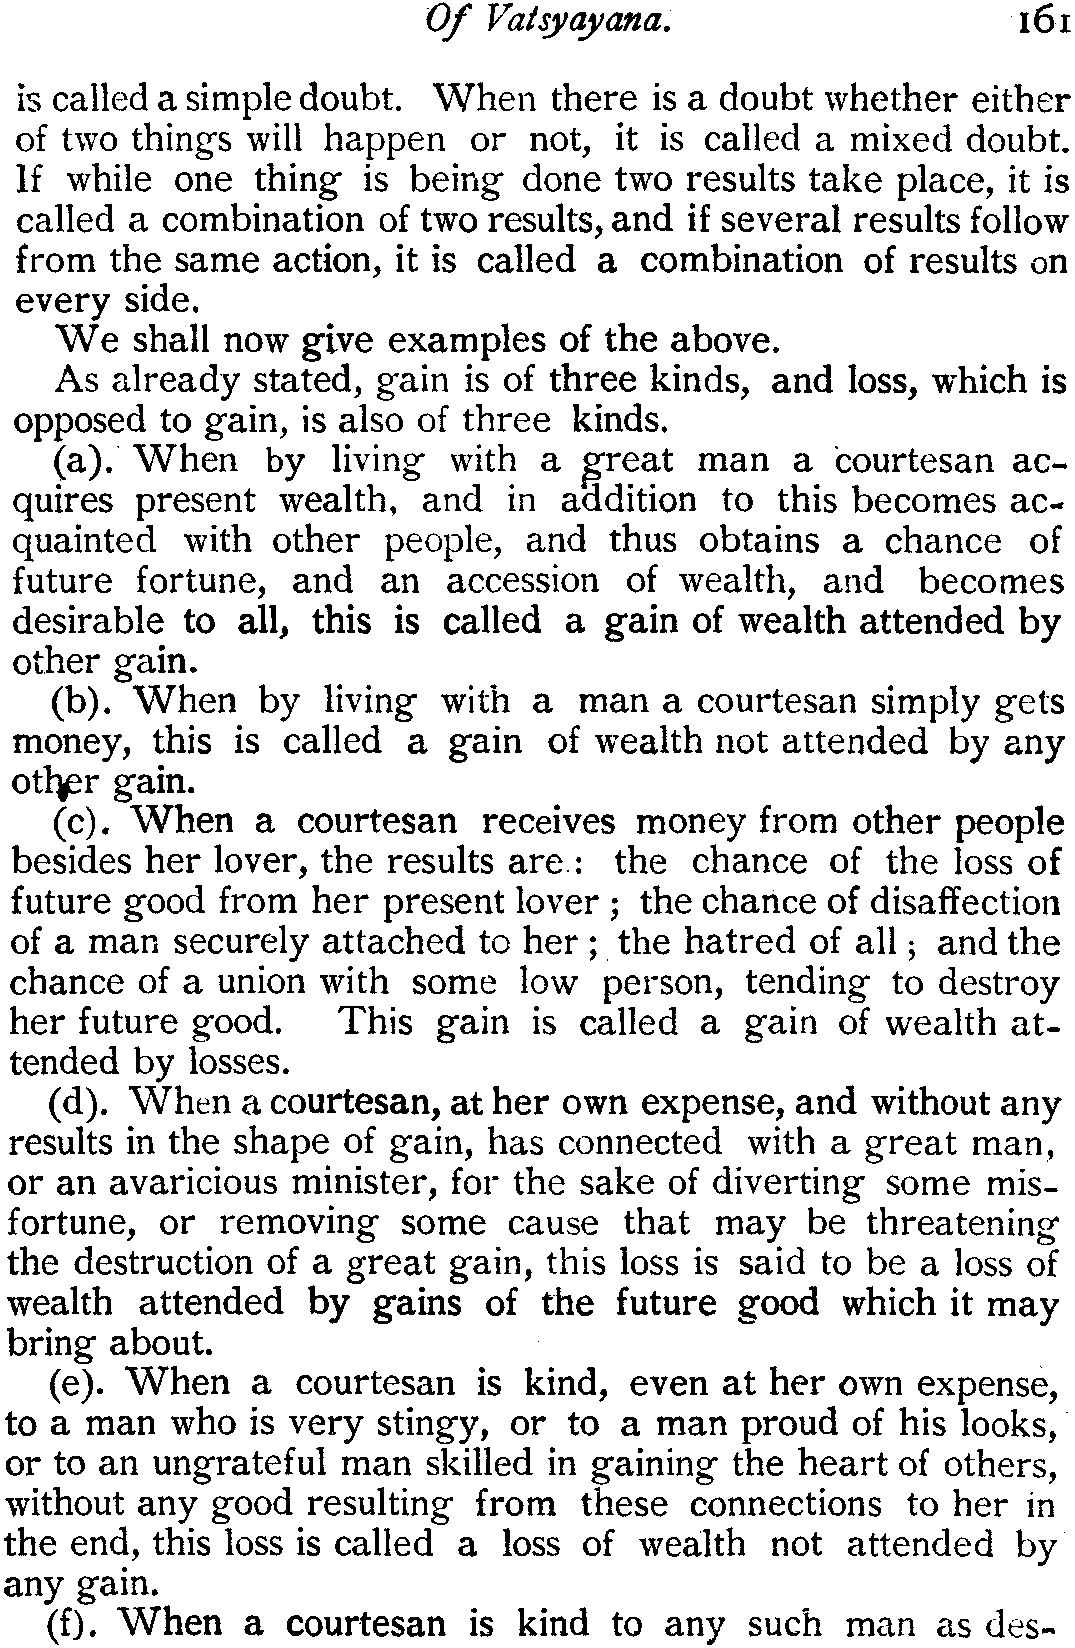 Of Vatsyayana. 161
is called a simple doubt. When there is a doubt whether either
of two things will happen or not, it is called a mixed doubt.
If while one thing is being done two results take place, it is
called a combination of two results, and if several results follow
from the same action, it is called a combination of results on
every side.
We shall now give examples of the above.
As already stated, gain is of three kinds, and loss, which is
opposed to gain, is also of three kinds.
(a). When by living with a great man a courtesan ac-
quires present wealth, and in addition to this becomes ac-
quainted with other people, and thus obtains a chance of
future fortune, and an accession of wealth, and becomes
desirable to all, this is called a gain of wealth attended by
other gain.
(b). When by living with a man a courtesan simply gets
money, this is called a gain of wealth not attended by any
other gain.
(c). When a courtesan receives money from other people
besides her lover, the results are : the chance of the loss of
future good from her present lover ; the chance of disaffection
of a man securely attached to her ; the hatred of all ; and the
chance of a union with some low person, tending to destroy
her future good. This gain is called a gain of wealth at-
tended by losses.
(d). When a courtesan, at her own expense, and without any
results in the shape of gain, has connected with a great man,
or an avaricious minister, for the sake of diverting some mis-
fortune, or removing some cause that may be threatening
the destruction of a great gain, this loss is said to be a loss of
wealth attended by gains of the future good which it may
bring about.
(e). When a courtesan is kind, even at her own expense,
to a man who is very stingy, or to a man proud of his looks,
or to an ungrateful man skilled in gaining the heart of others,
without any good resulting from these connections to her in
the end, this loss is called a loss of wealth not attended by
any gain.
(f). When a courtesan is kind to any such man as des-